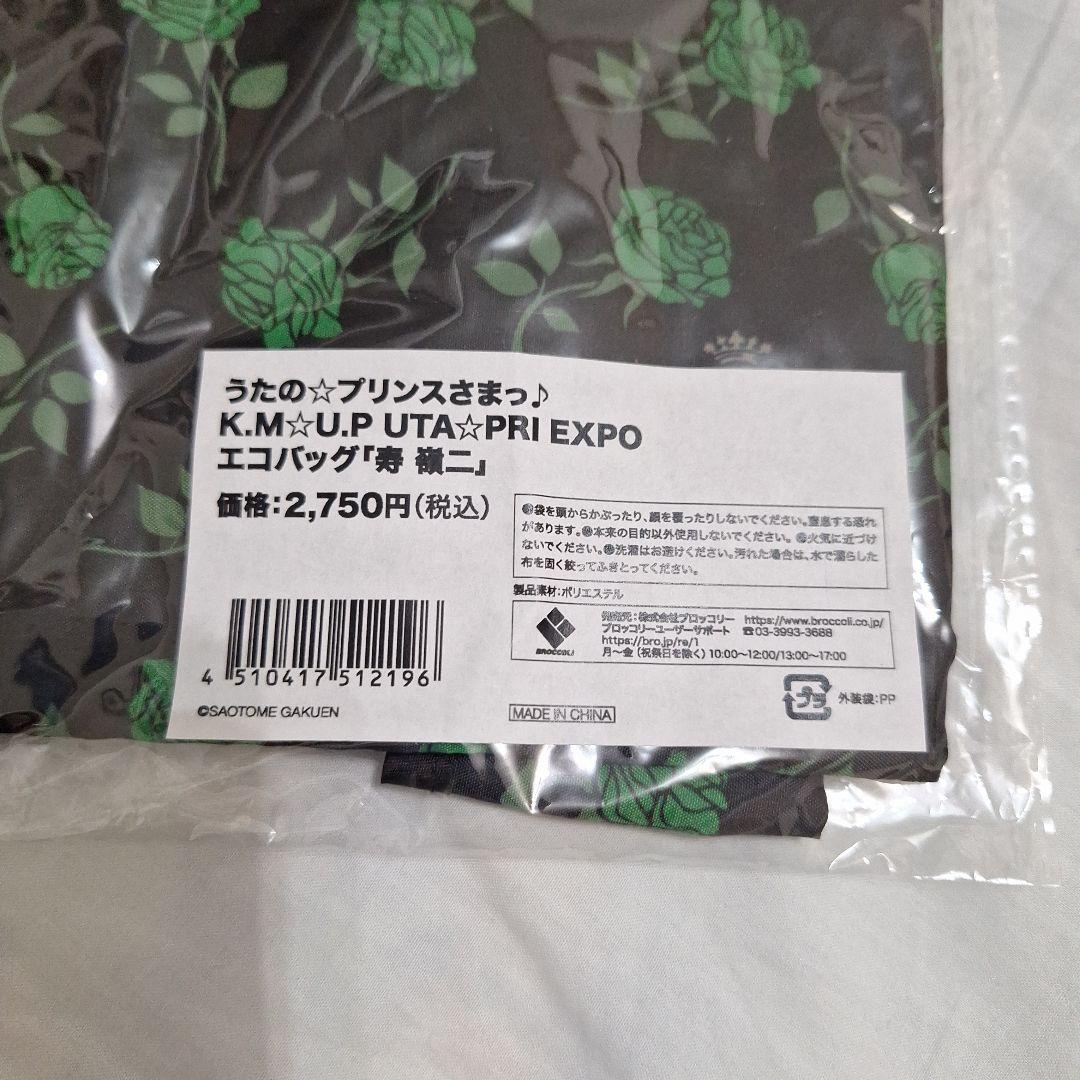 うたの☆プリンスさまっ♪
K.M☆U.P UTA☆PRI EXPO
エコバッグ「寿 嶺二」
価格：2,750円（税込）
●袋を頭からかぶったり、顔を覆ったりしないでください。窒息する恐れ
があります。●本来の目的以外使用しないでください。●火気に近づけ
ないでください。●洗濯はお避けください。汚れた場合は、水で濡らした
布を固く絞ってふきとってください。
製品素材：ポリエステル
BROCCOLI
発売元：株式会社ブロッコリー https://www.broccoli.co.jp/
ブロッコリーユーザーサポート ☎03-3993-3688
https://bro.jp/re/1
月～金（祝祭日を除く）10:00～12:00/13:00～17:00
4 510417 512196
©SAOTOME GAKUEN
MADE IN CHINA
プラ 外装袋：PP